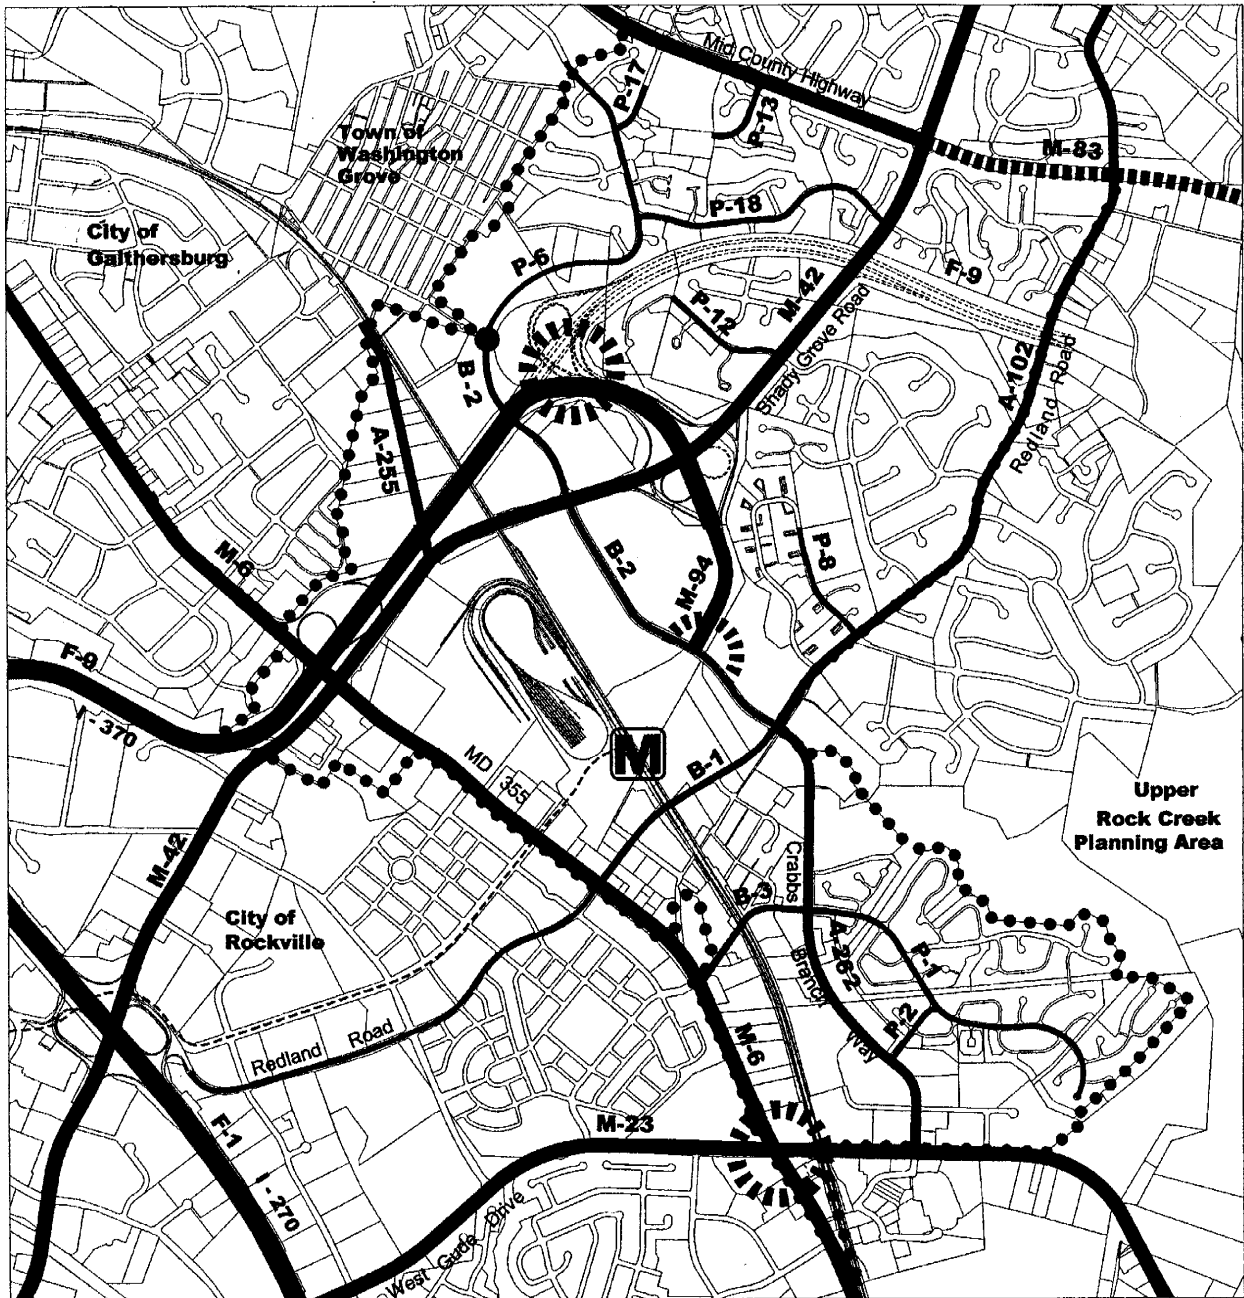 Mid County Highway
P-17
P-13
Town of
Washington
Grove
M-83
P-18
City of
Gaithersburg
P-6
F-9
M-42
P-12
Shady Grove Road
B-2
A-102
Redland Road
A-255
M-6
B-2
M-94
P-8
F-9
I - 370
M
MD 355
B-1
Upper
Rock Creek
Planning Area
M-42
Crabbs
B-3
City of
Rockville
A-262
P-1
Branch
P-2
Way
Redland Road
M-6
M-23
F-1
I - 270
West Gude Drive